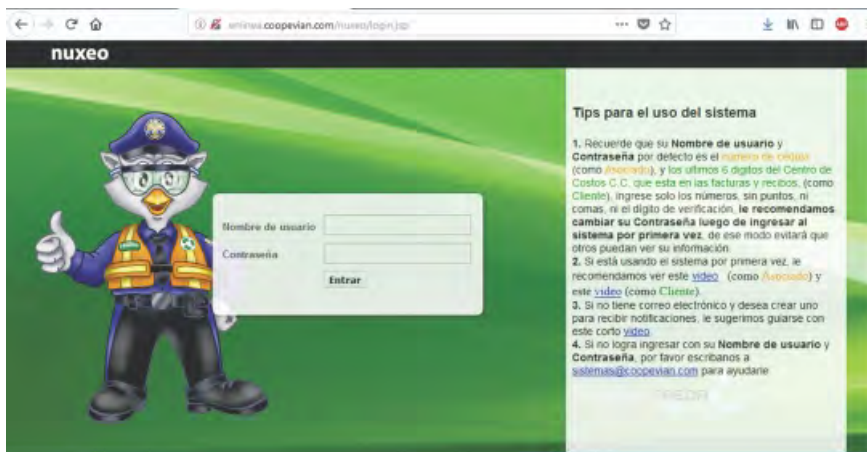 enlinea.coopevian.com/nuxeo/login.jsp
nuxeo
Nombre de usuario
Contraseña
Entrar
Tips para el uso del sistema
1. Recuerde que su Nombre de usuario y
Contraseña por defecto es el número de cédula
(como Asociado), y los ultimos 6 digitos del Centro de
Costos C.C. que esta en las facturas y recibos, (como
Cliente), ingrese solo los números, sin puntos, ni
comas, ni el dígito de verificación, le recomendamos
cambiar su Contraseña luego de ingresar al
sistema por primera vez, de ese modo evitará que
otros puedan ver su información.
2. Si está usando el sistema por primera vez, le
recomendamos ver este video (como Asociado) y
este video (como Cliente).
3. Si no tiene correo electrónico y desea crear uno
para recibir notificaciones, le sugerimos guiarse con
este corto video.
4. Si no logra ingresar con su Nombre de usuario y
Contraseña, por favor escribanos a
sistemas@coopevian.com para ayudarle